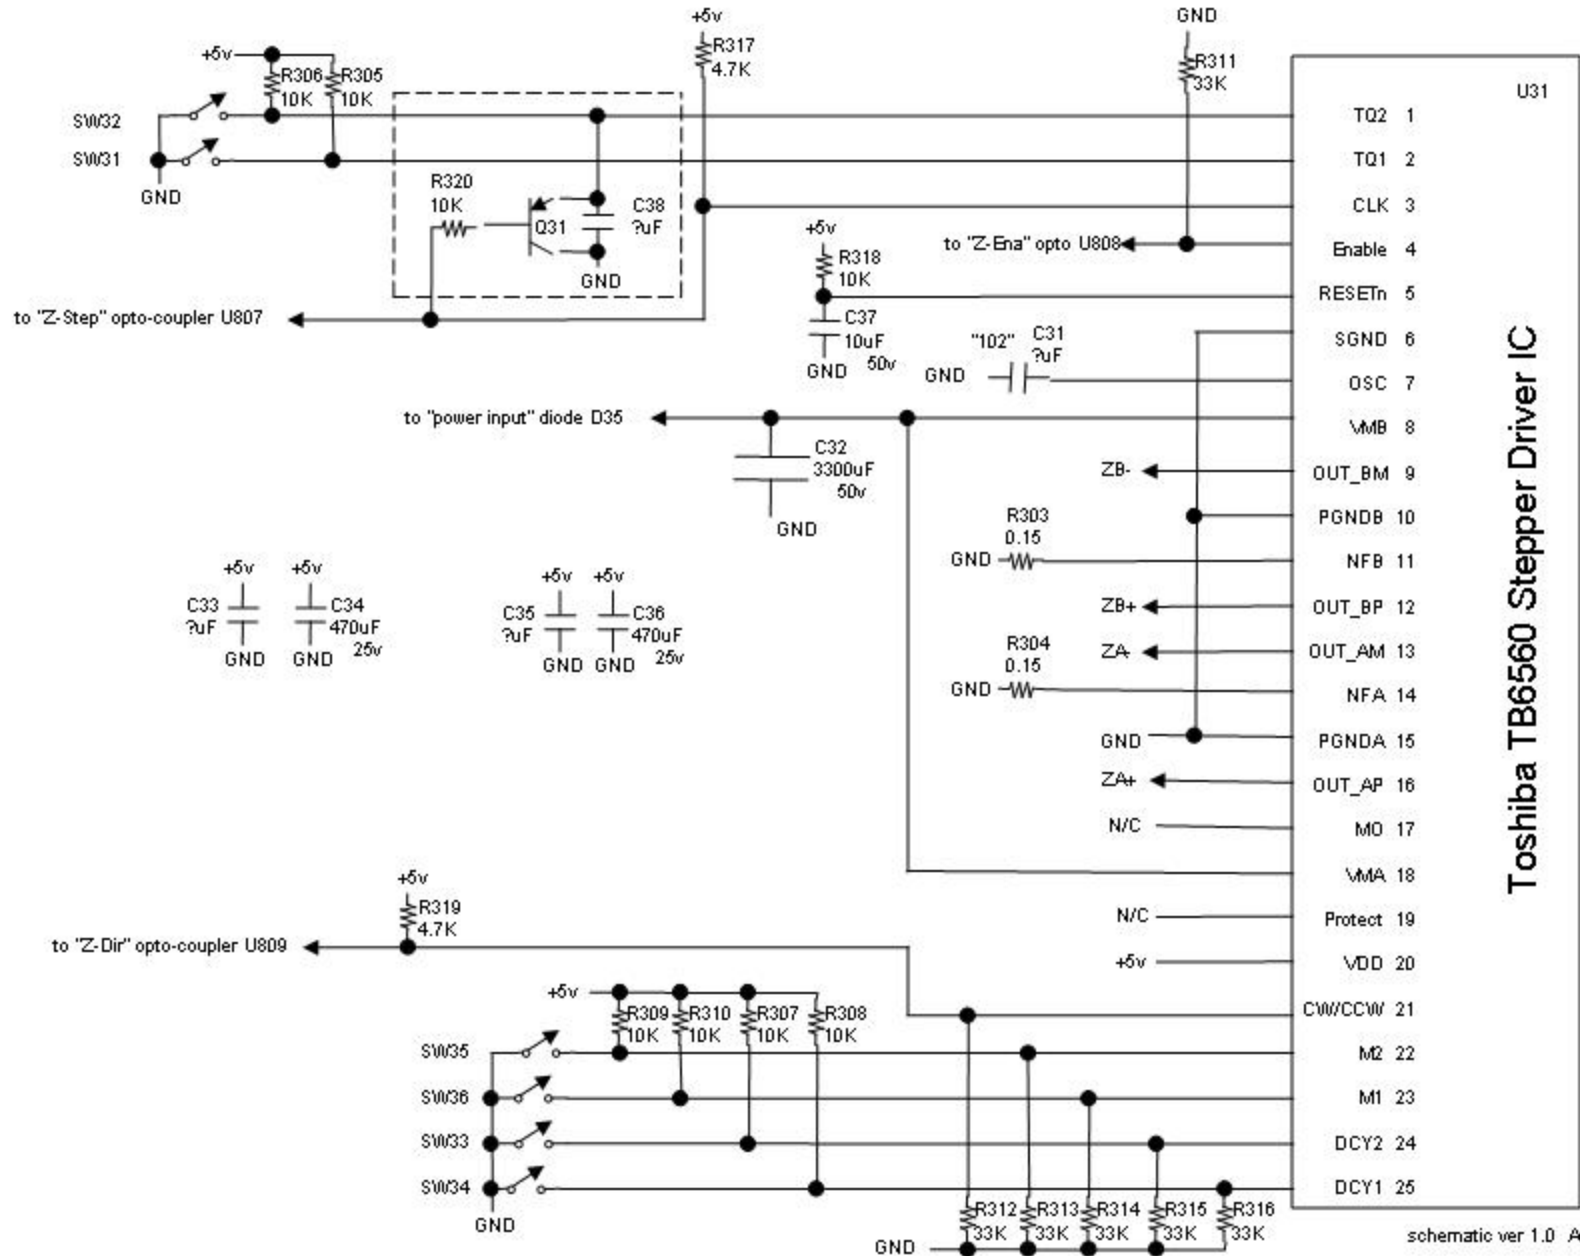 +5v
GND
R317
4.7K
R311
33K
+5v
R306
10K
R305
10K
SW32
SW31
GND
U31
TQ2 1
TQ1 2
R320
10K
Q31
C38
?uF
GND
CLK 3
+5v
to "Z-Ena" opto U808
Enable 4
R318
10K
RESETn 5
to "Z-Step" opto-coupler U807
C37
10uF
50v
GND
"102"
C31
?uF
GND
SGND 6
OSC 7
to "power input" diode D35
VMB 8
C32
3300uF
50v
GND
ZB-
OUT_BM 9
PGNDB 10
R303
0.15
GND
NFB 11
+5v
C33
?uF
GND
+5v
C34
470uF
25v
GND
+5v
C35
?uF
GND
+5v
C36
470uF
25v
GND
ZB+
OUT_BP 12
R304
0.15
ZA-
OUT_AM 13
GND
NFA 14
GND
PGNDA 15
ZA+
OUT_AP 16
N/C
MO 17
VMA 18
+5v
R319
4.7K
N/C
Protect 19
to "Z-Dir" opto-coupler U809
+5v
VDD 20
+5v
R309
10K
R310
10K
R307
10K
R308
10K
CW/CCW 21
SW35
M2 22
SW36
M1 23
SW33
DCY2 24
SW34
DCY1 25
GND
R312
33K
R313
33K
R314
33K
R315
33K
R316
33K
GND
Toshiba TB6560 Stepper Driver IC
schematic ver 1.0 A